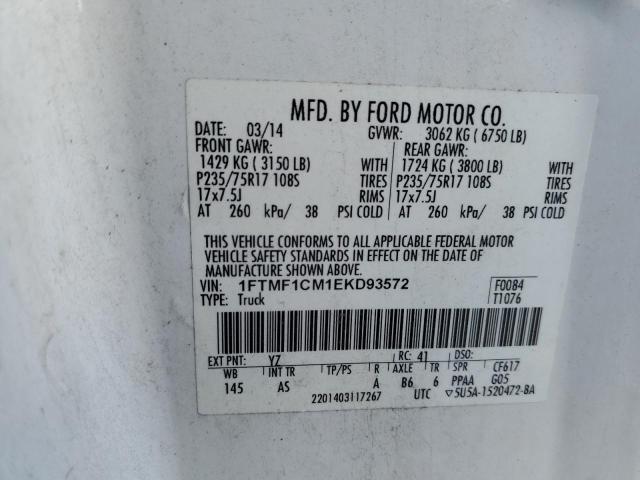 MFD. BY FORD MOTOR CO.
DATE: 03/14 GVWR: 3062 KG ( 6750 LB)
FRONT GAWR: REAR GAWR:
1429 KG ( 3150 LB) WITH 1724 KG ( 3800 LB) WITH
P235/75R17 108S TIRES P235/75R17 108S TIRES
17x7.5J RIMS 17x7.5J RIMS
AT 260 kPa/ 38 PSI COLD AT 260 kPa/ 38 PSI COLD
THIS VEHICLE CONFORMS TO ALL APPLICABLE FEDERAL MOTOR
VEHICLE SAFETY STANDARDS IN EFFECT ON THE DATE OF
MANUFACTURE SHOWN ABOVE.
VIN: 1FTMF1CM1EKD93572 F0084
TYPE: Truck T1076
EXT PNT: YZ RC: 41 DSO:
WB INT TR TP/PS R AXLE TR SPR CF617
145 AS A B6 6 PPAA G05
2201403117267 UTC ▽5U5A-1520472-BA